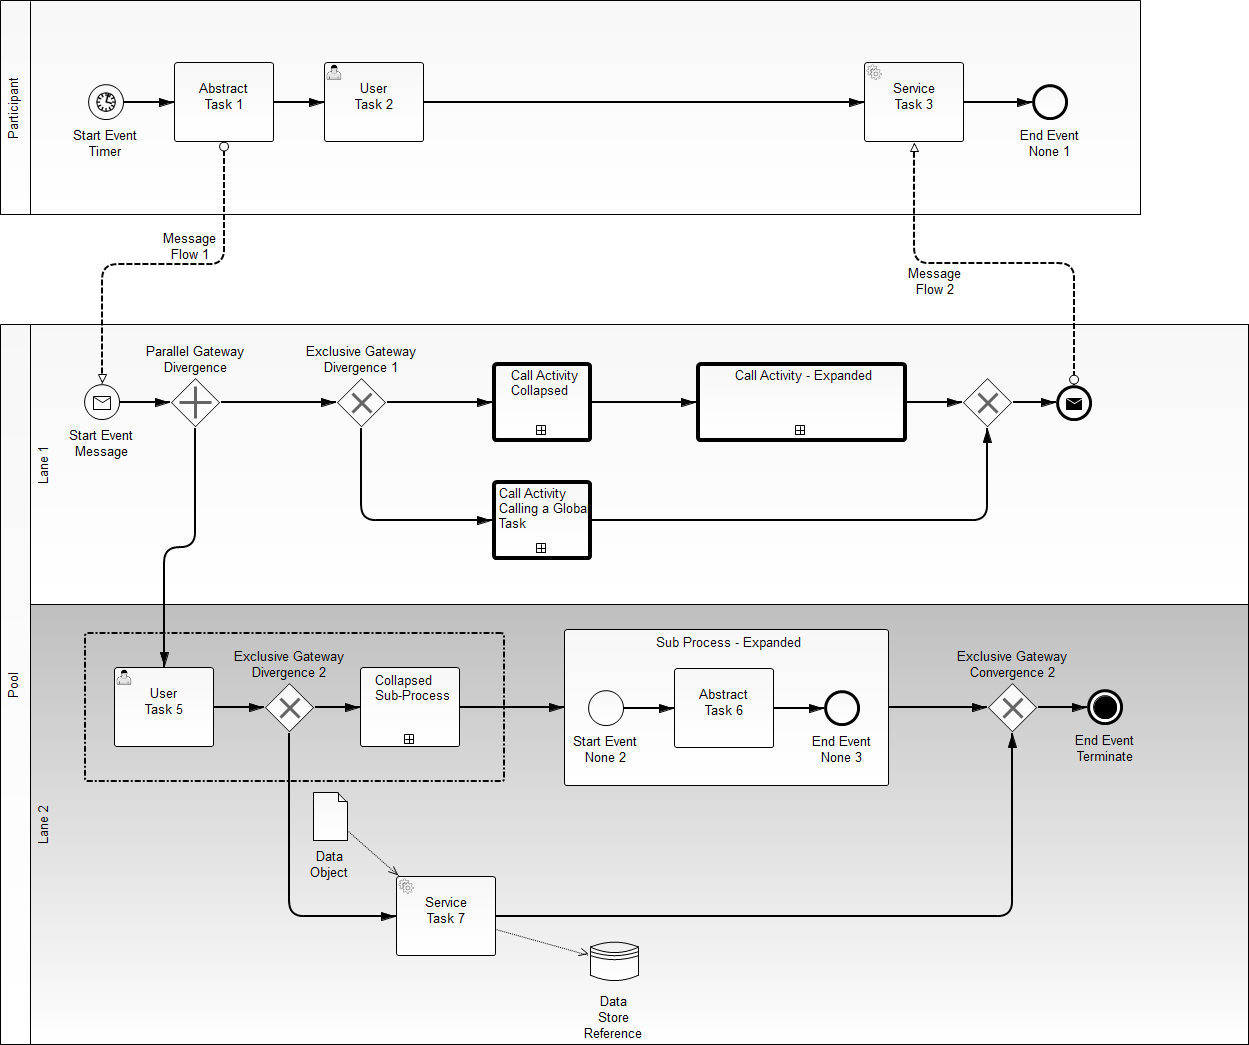 Participant
Start Event
Timer
Abstract
Task 1
User
Task 2
Service
Task 3
End Event
None 1
Message
Flow 1
Message
Flow 2
Pool
Lane 1
Start Event
Message
Parallel Gateway
Divergence
Exclusive Gateway
Divergence 1
Call Activity
Collapsed
Call Activity - Expanded
Call Activity
Calling a Globa
Task
Lane 2
User
Task 5
Exclusive Gateway
Divergence 2
Collapsed
Sub-Process
Sub Process - Expanded
Start Event
None 2
Abstract
Task 6
End Event
None 3
Exclusive Gateway
Convergence 2
End Event
Terminate
Data
Object
Service
Task 7
Data
Store
Reference